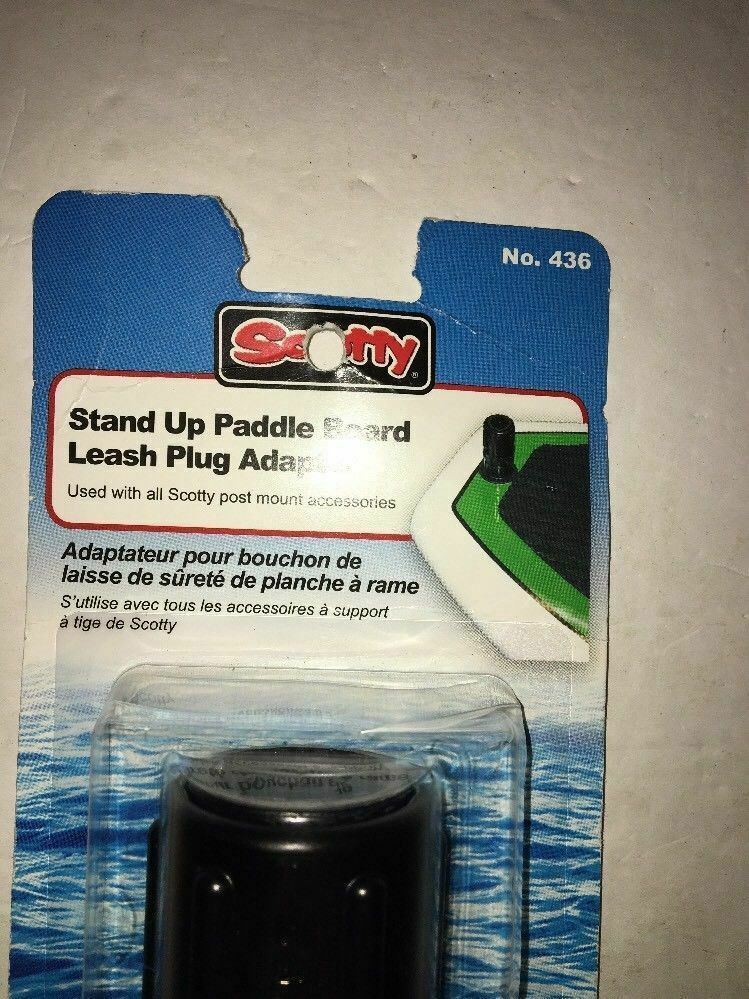 No. 436
Scotty
Stand Up Paddle Board
Leash Plug
Used with all Scotty post mount accessories
Adaptateur pour bouchon de
laisse de sûreté de planche à rame
S'utilise avec tous les accessoires à support
à tige de Scotty